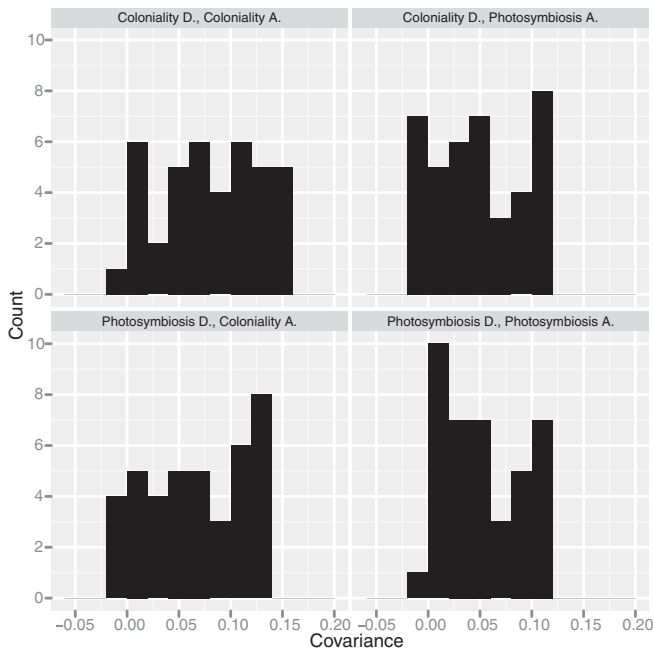 Coloniality D., Coloniality A.
Coloniality D., Photosymbiosis A.
10
8
6
4
2
0
Photosymbiosis D., Coloniality A.
Photosymbiosis D., Photosymbiosis A.
10
8
6
4
2
0
Count
−0.05 0.00 0.05 0.10 0.15 0.20
−0.05 0.00 0.05 0.10 0.15 0.20
Covariance